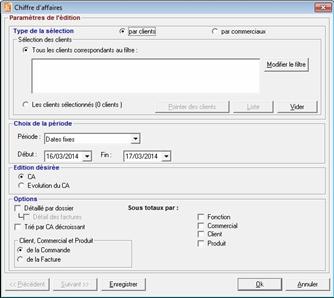 Chiffre d'affaires
Paramètres de l'édition
Type de la sélection
par clients
par commerciaux
Sélection des clients
Tous les clients correspondants au filtre :
Modifier le filtre
Les clients sélectionnés (0 clients )
Pointer des clients
Liste
Vider
Choix de la période
Période :
Dates fixes
Début :
16/03/2014
Fin :
17/03/2014
Edition désirée
CA
Evolution du CA
Options
Détaillé par dossier
Sous totaux par :
Détail des factures
Fonction
Trié par CA décroissant
Commercial
Client
Client, Commercial et Produit
Produit
de la Commande
de la Facture
<< Précédent
Suivant >>
Enregistrer
Ok
Annuler